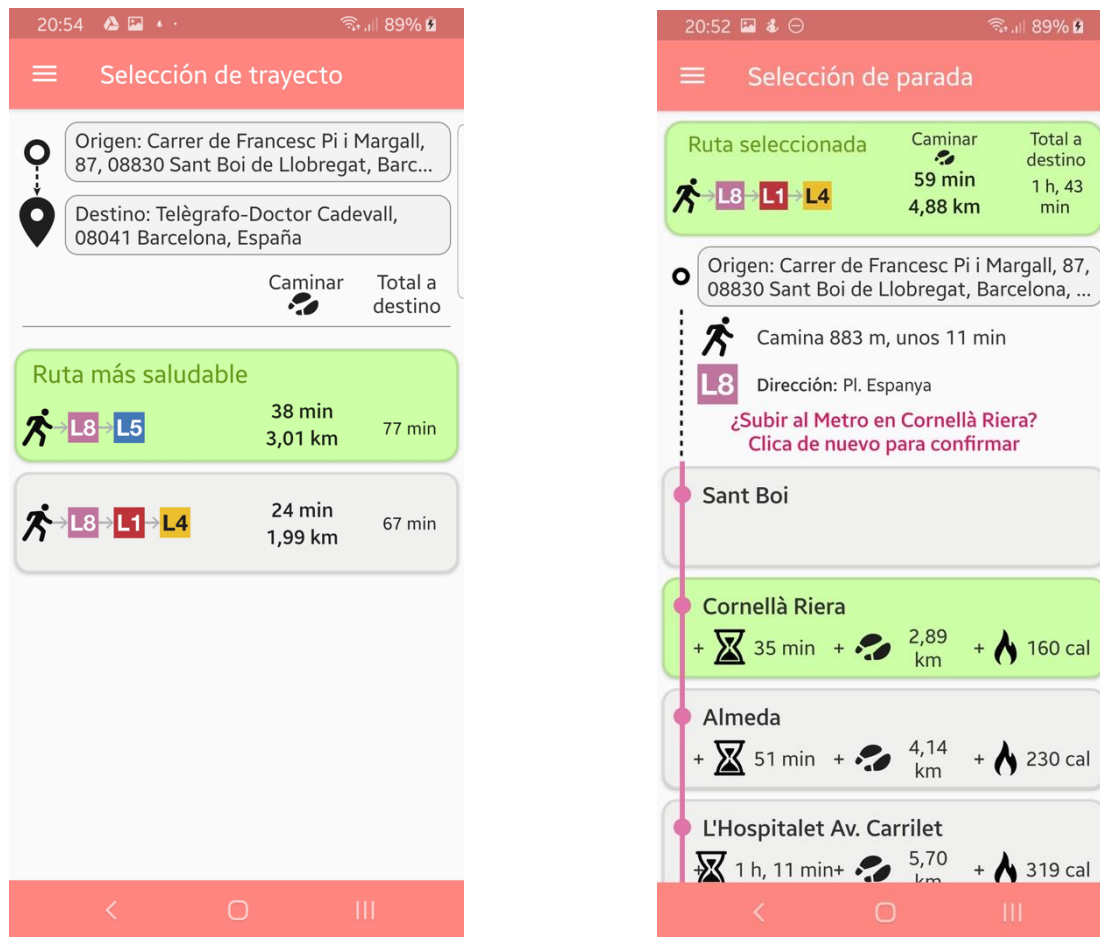 20:54
89%
Selección de trayecto
Origen: Carrer de Francesc Pi i Margall,
87, 08830 Sant Boi de Llobregat, Barc...
Destino: Telègrafo-Doctor Cadevall,
08041 Barcelona, España
Caminar
Total a
destino
Ruta más saludable
L8 L5
38 min
3,01 km
77 min
L8 L1 L4
24 min
1,99 km
67 min
20:52
89%
Selección de parada
Ruta seleccionada
L8 L1 L4
Caminar
59 min
4,88 km
Total a
destino
1 h, 43
min
Origen: Carrer de Francesc Pi i Margall, 87,
08830 Sant Boi de Llobregat, Barcelona, ...
Camina 883 m, unos 11 min
L8 Dirección: Pl. Espanya
¿Subir al Metro en Cornellà Riera?
Clica de nuevo para confirmar
Sant Boi
Cornellà Riera
+ 35 min + 2,89 km + 160 cal
Almeda
+ 51 min + 4,14 km + 230 cal
L'Hospitalet Av. Carrilet
+ 1 h, 11 min+ 5,70 km + 319 cal